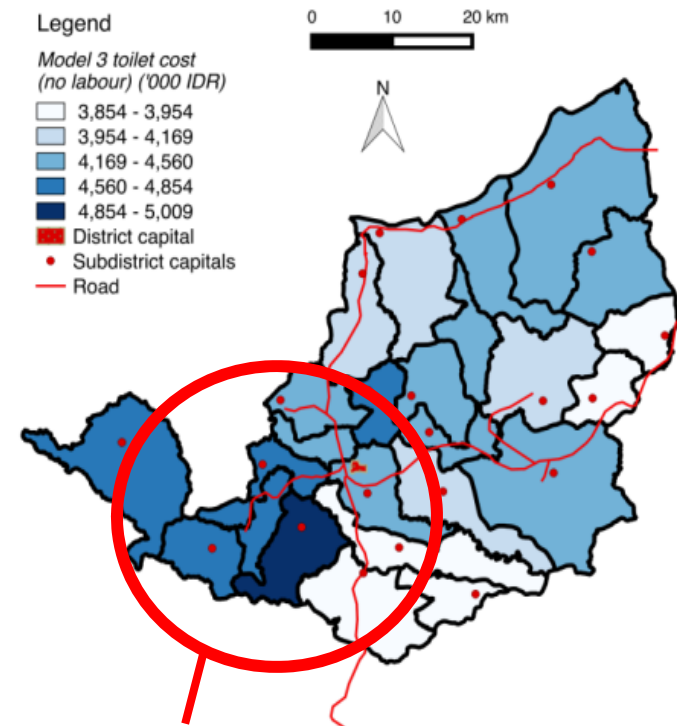 Legend
0 10 20 km
Model 3 toilet cost
(no labour) ('000 IDR)
N
3,854 - 3,954
3,954 - 4,169
4,169 - 4,560
4,560 - 4,854
4,854 - 5,009
District capital
Subdistrict capitals
Road